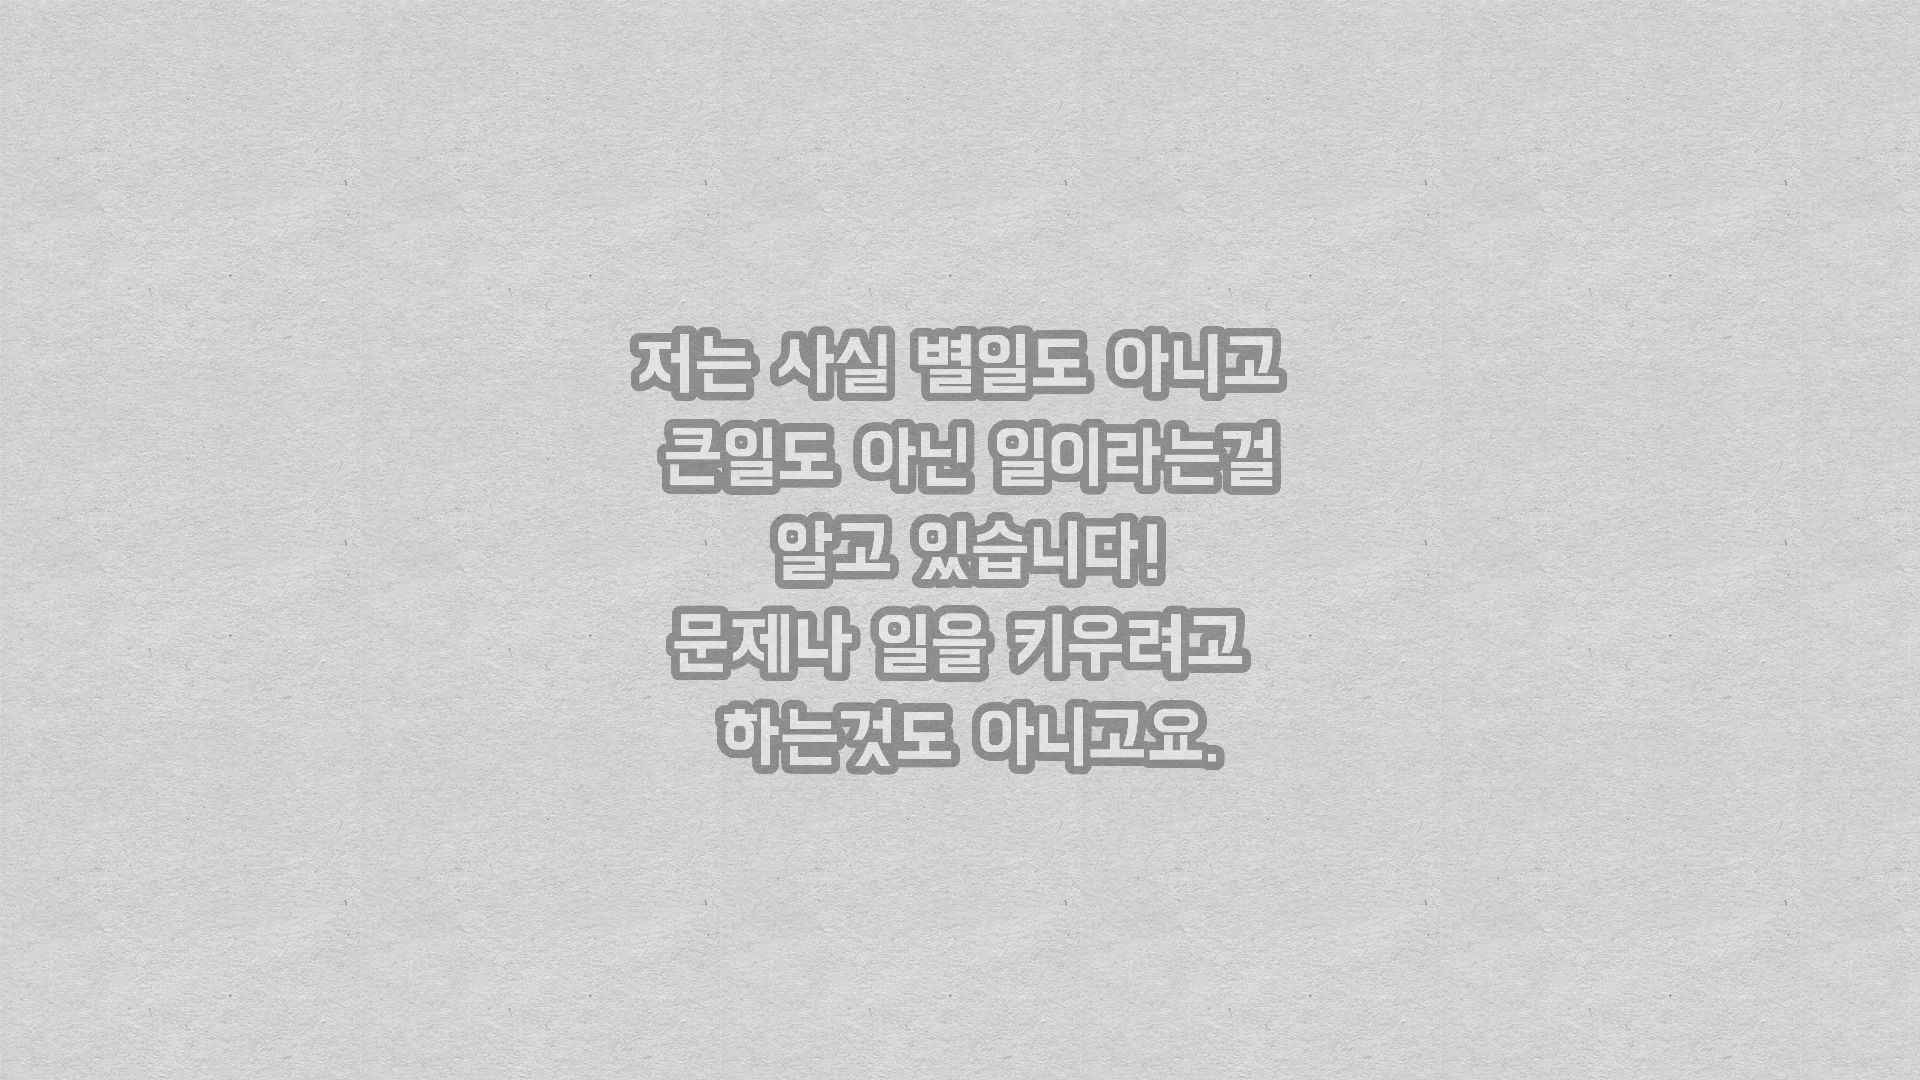 저는 사실 별일도 아니고
큰일도 아닌 일이라는걸
알고 있습니다!
문제나 일을 키우려고
하는것도 아니고요.